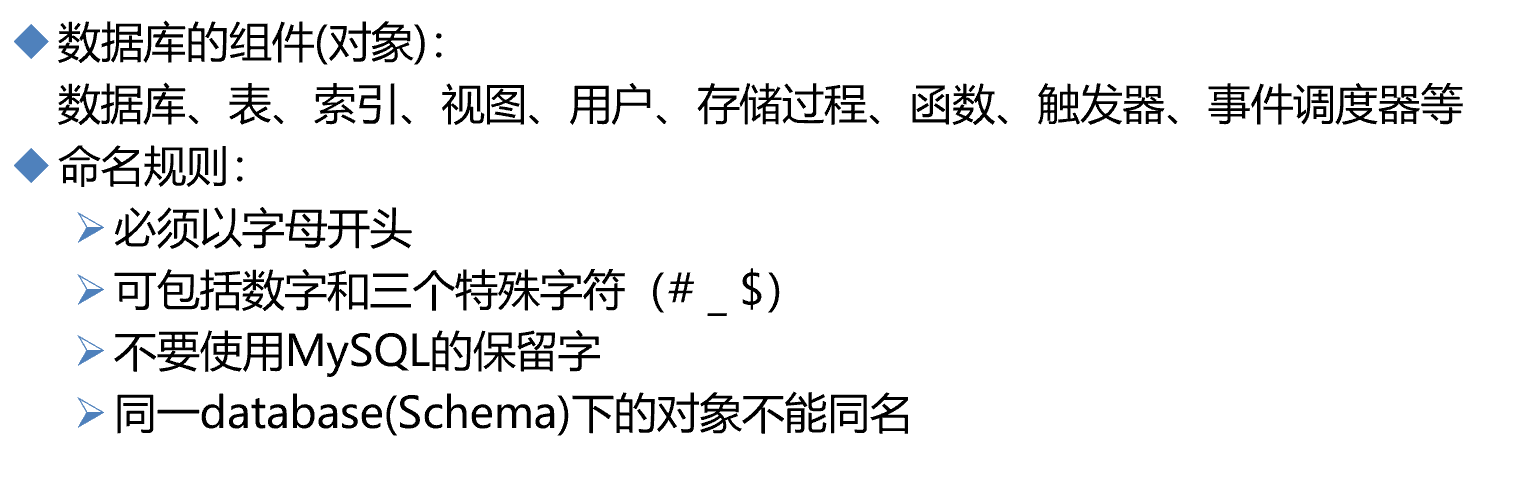 数据库的组件(对象)：
数据库、表、索引、视图、用户、存储过程、函数、触发器、事件调度器等
命名规则：
必须以字母开头
可包括数字和三个特殊字符（# _ $）
不要使用MySQL的保留字
同一database(Schema)下的对象不能同名